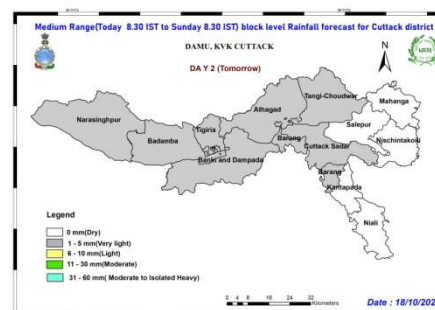 Medium Range(Today 8.30 IST to Sunday 8.30 IST) block level Rainfall forecast for Cuttack district
DAMU, KVK CUTTACK
DA Y 2 (Tomorrow)
N
NRRI
Tangi-Choudwar
Mahanga
Athagad
Narasinghpur
Salepur
Tigiria
Badamba
Barang
Nischintakoili
Cuttack Sadar
Banki and Dampada
Barang
Kantapada
Niali
Legend
0 mm(Dry)
1 - 5 mm(Very light)
6 - 10 mm(Light)
11 - 30 mm(Moderate)
31 - 60 mm( Moderate to Isolated Heavy)
0 4 8 16 24 32
Kilometers
Date : 18/10/202